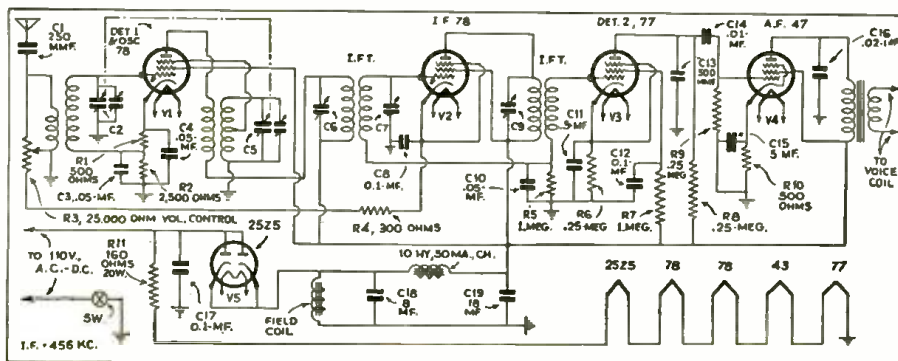 C1
250
MMF.
DET. 1
& OSC
78
V1
C2
R1
500
OHMS
C4
.05-
MF.
C3, .05-MF.
R2
2,500 OHMS
R3, 25,000 OHM VOL. CONTROL
C5
I.F.T.
C6
C7
I.F. 78
V2
C8
0.1-MF.
R4, 300 OHMS
I.F.T.
C9
C10
.05-
MF.
R5
1. MEG.
C11
.5-
MF.
DET. 2, 77
V3
R6
.25-MEG.
C12
0.1-
MF.
R7
1. MEG.
C13
500
MMF.
R9
.25
MEG
C14
.01-
MF.
R8
.25-MEG.
A.F. 47
V4
C15
5 MF.
R10
500
OHMS
C16
.02-MF.
TO
VOICE
COIL
TO 110V.,
A.C.-D.C.
SW.
I.F. = 456 KC.
R11
160
OHMS
20W.
C17
0.1-MF.
25Z5
V5
FIELD
COIL
C18
8
MF
10 HY, 50 MA., CH.
C19
18
MF
25Z5
78
78
43
77